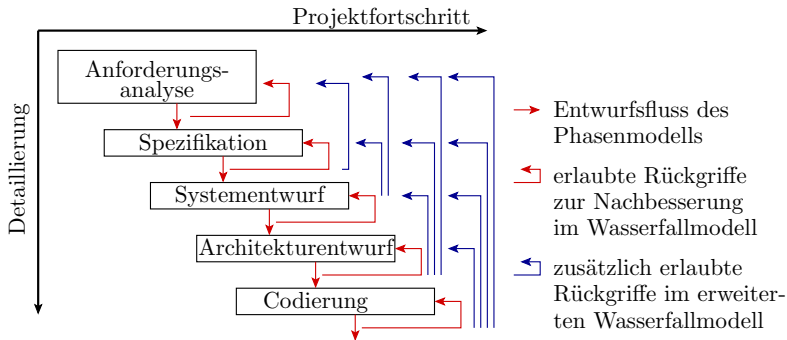 Projektfortschritt
Detaillierung
Anforderungs-
analyse
Spezifikation
Systementwurf
Architekturentwurf
Codierung
Entwurfsfluss des
Phasenmodells
erlaubte Rückgriffe
zur Nachbesserung
im Wasserfallmodell
zusätzlich erlaubte
Rückgriffe im erweiter-
ten Wasserfallmodell